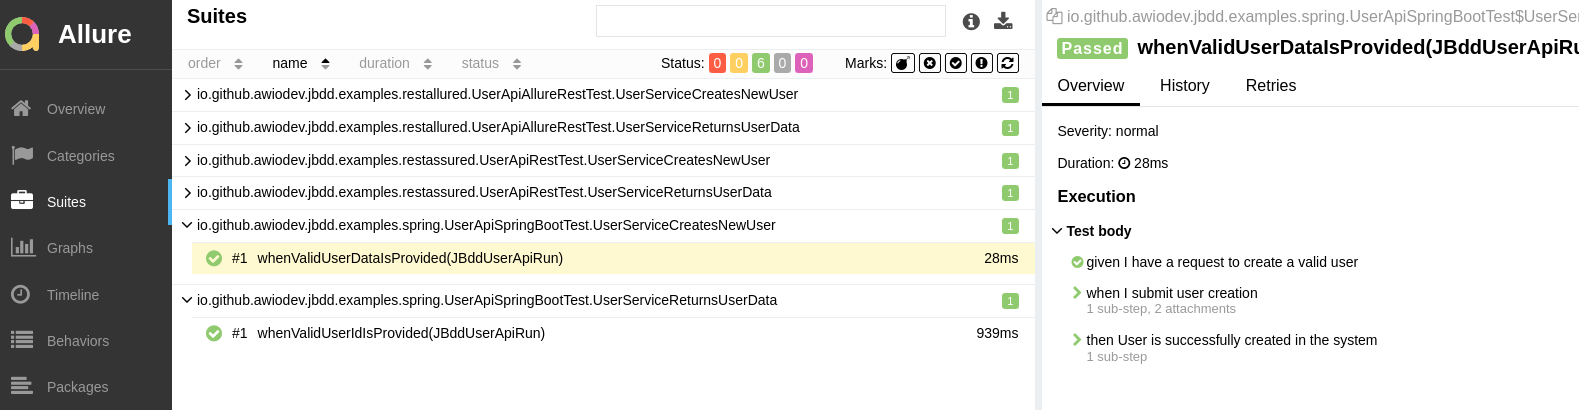 Allure
Overview
Categories
Suites
Graphs
Timeline
Behaviors
Packages
Suites
order name duration status Status: 0 0 6 0 0 Marks:
io.github.awiodev.jbdd.examples.restallured.UserApiAllureRestTest.UserServiceCreatesNewUser 1
io.github.awiodev.jbdd.examples.restallured.UserApiAllureRestTest.UserServiceReturnsUserData 1
io.github.awiodev.jbdd.examples.restassured.UserApiRestTest.UserServiceCreatesNewUser 1
io.github.awiodev.jbdd.examples.restassured.UserApiRestTest.UserServiceReturnsUserData 1
io.github.awiodev.jbdd.examples.spring.UserApiSpringBootTest.UserServiceCreatesNewUser 1
#1 whenValidUserDataIsProvided(JBddUserApiRun) 28ms
io.github.awiodev.jbdd.examples.spring.UserApiSpringBootTest.UserServiceReturnsUserData 1
#1 whenValidUserIdIsProvided(JBddUserApiRun) 939ms
io.github.awiodev.jbdd.examples.spring.UserApiSpringBootTest$UserSer
Passed whenValidUserDataIsProvided(JBddUserApiRu
Overview History Retries
Severity: normal
Duration: 28ms
Execution
Test body
given I have a request to create a valid user
when I submit user creation
1 sub-step, 2 attachments
then User is successfully created in the system
1 sub-step